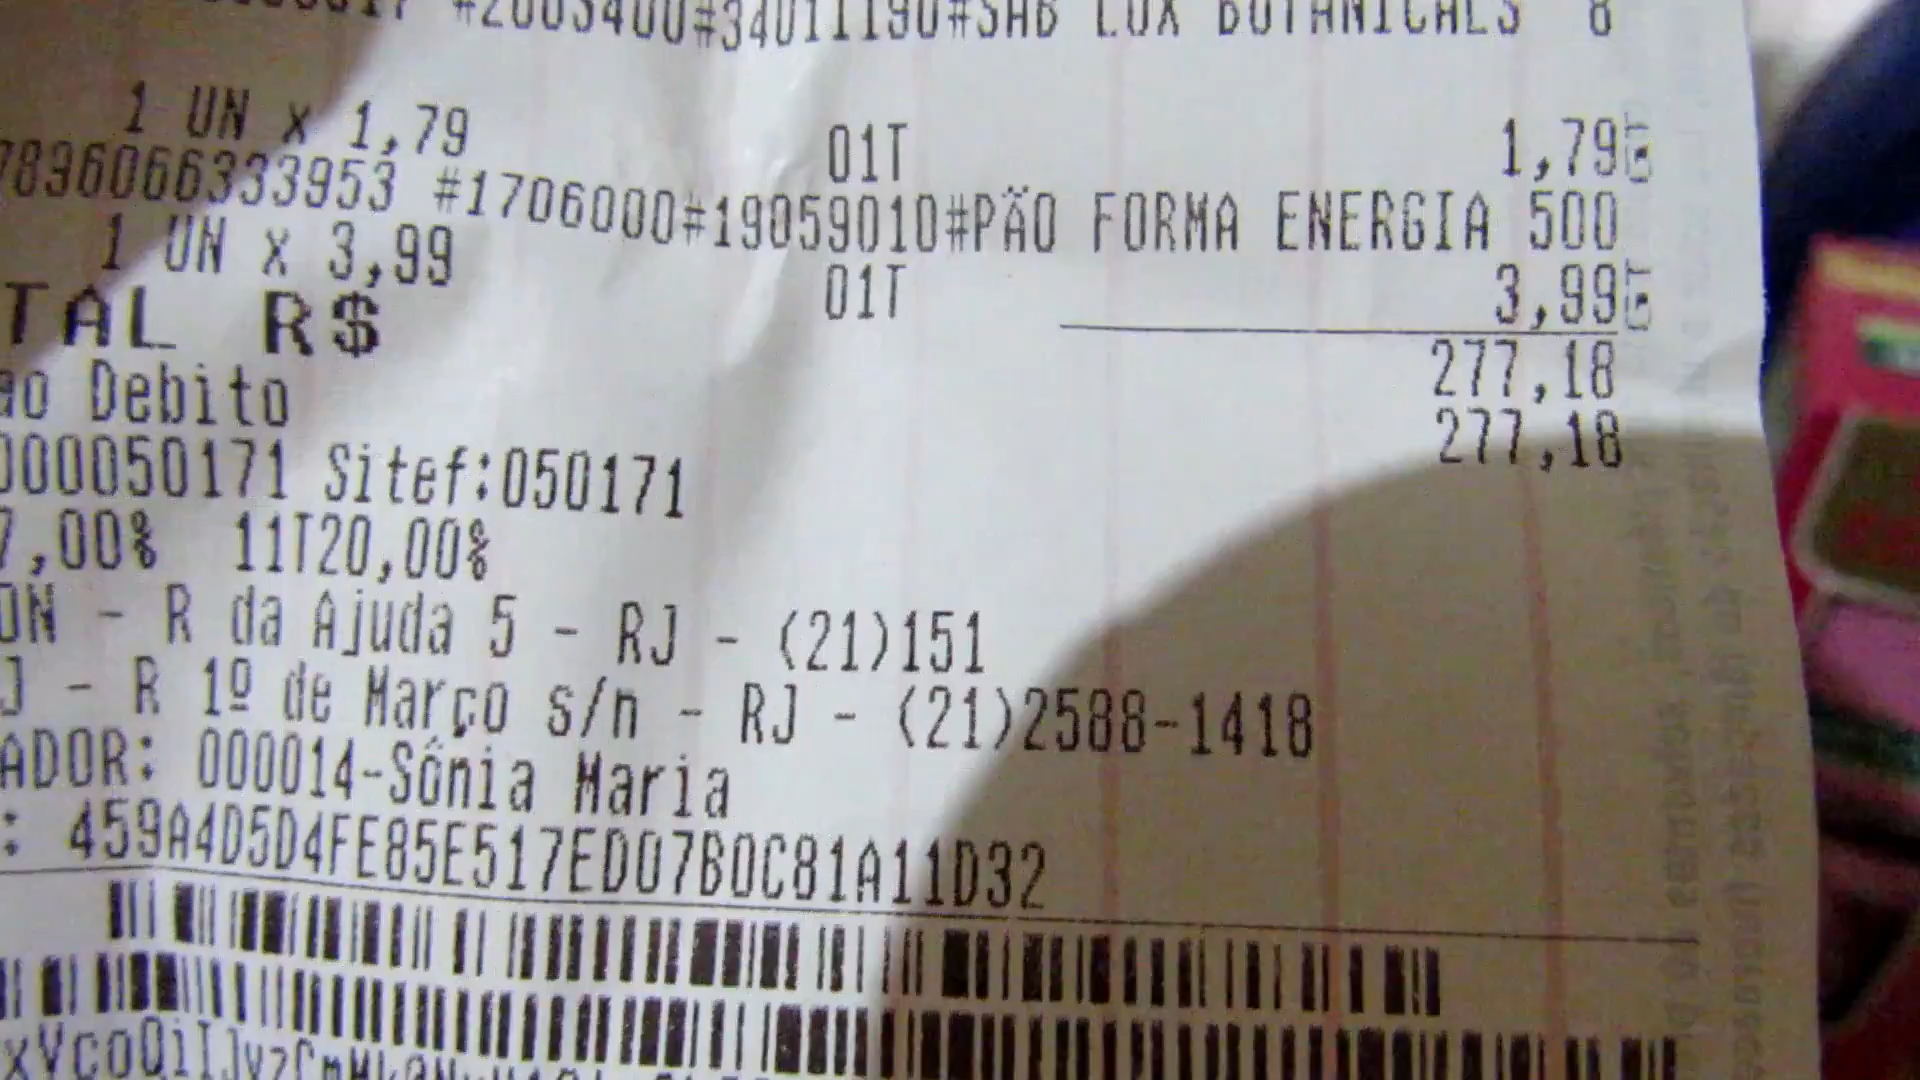 #2003400#34011190#SAB LUX BOTANICALS 8
1 UN x 1,79 01T 1,79
7896066333953 #1706000#19059010#PÃO FORMA ENERGIA 500
1 UN x 3,99 01T 3,99
TAL R$ 277,18
ao Debito 277,18
000050171 Sitef:050171
7,00% 11T20,00%
ON - R da Ajuda 5 - RJ - (21)151
J - R 1º de Março s/n - RJ - (21)2588-1418
ADOR: 000014-Sônia Maria
: 459A4D5D4FE85E517ED07B0C81A11D32